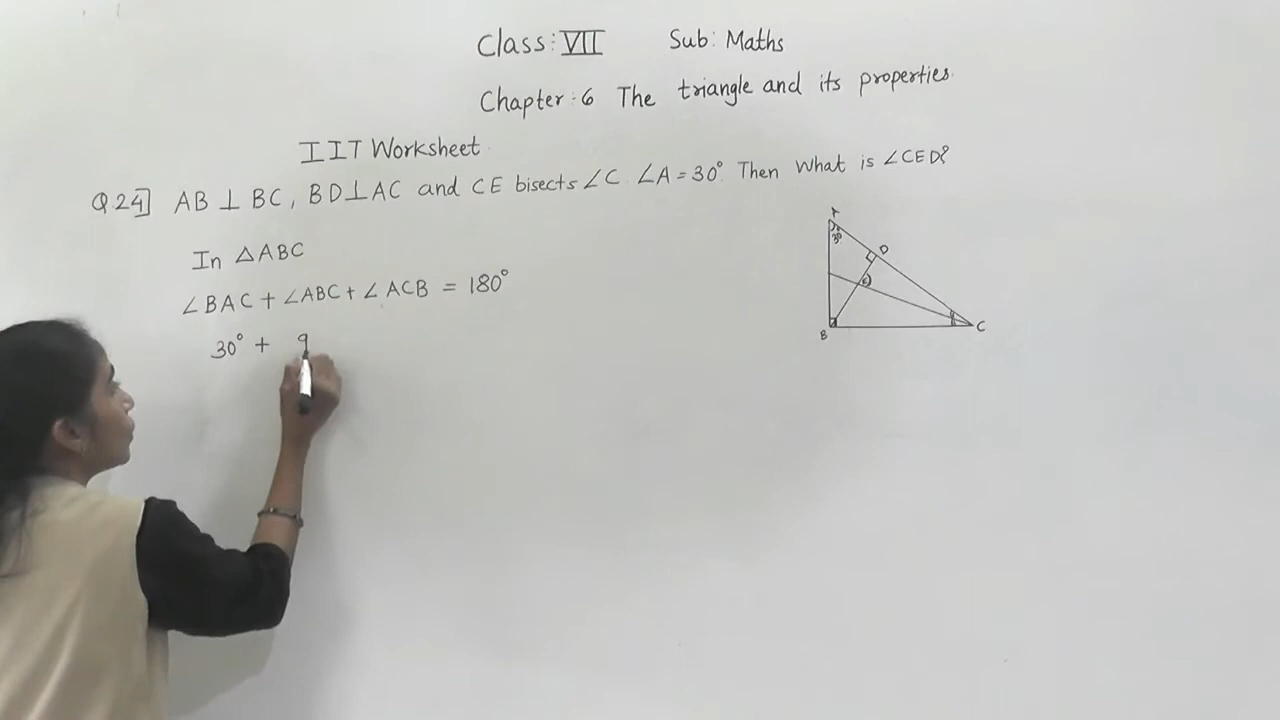 Class: VII Sub: Maths
Chapter: 6 The triangle and its properties.
IIT Worksheet
Q24] AB ⊥ BC, BD ⊥ AC and CE bisects ∠C. ∠A = 30°. Then What is ∠CED?
In △ABC
∠BAC + ∠ABC + ∠ACB = 180°
30° + 9
A
30°
D
E
B
C